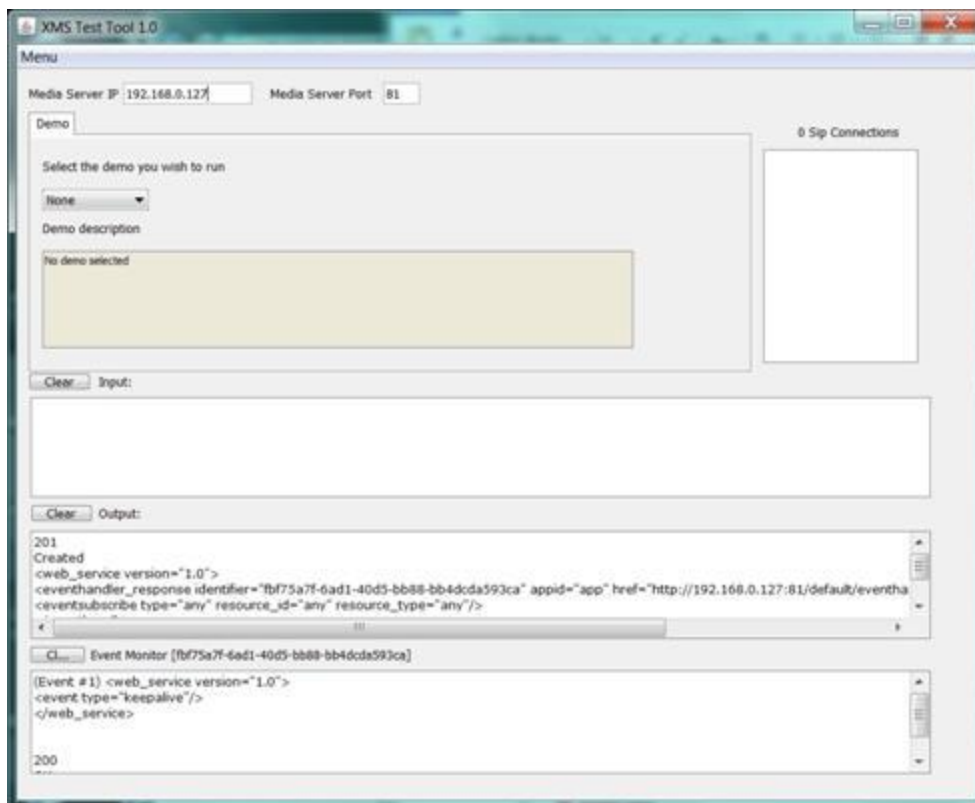 XMS Test Tool 1.0
Menu
Media Server IP 192.168.0.127 Media Server Port 81
Demo
0 Sip Connections
Select the demo you wish to run
None
Demo description
No demo selected
Clear Input:
Clear Output:
201
Created
<web_service version="1.0">
<eventhandler_response identifier="fbf75a7f-6ad1-40d5-bb88-bb4dcda593ca" appid="app" href="http://192.168.0.127:81/default/eventha
<eventsubscribe type="any" resource_id="any" resource_type="any"/>
Cl... Event Monitor [fbf75a7f-6ad1-40d5-bb88-bb4dcda593ca]
(Event #1) <web_service version="1.0">
<event type="keepalive"/>
</web_service>
200